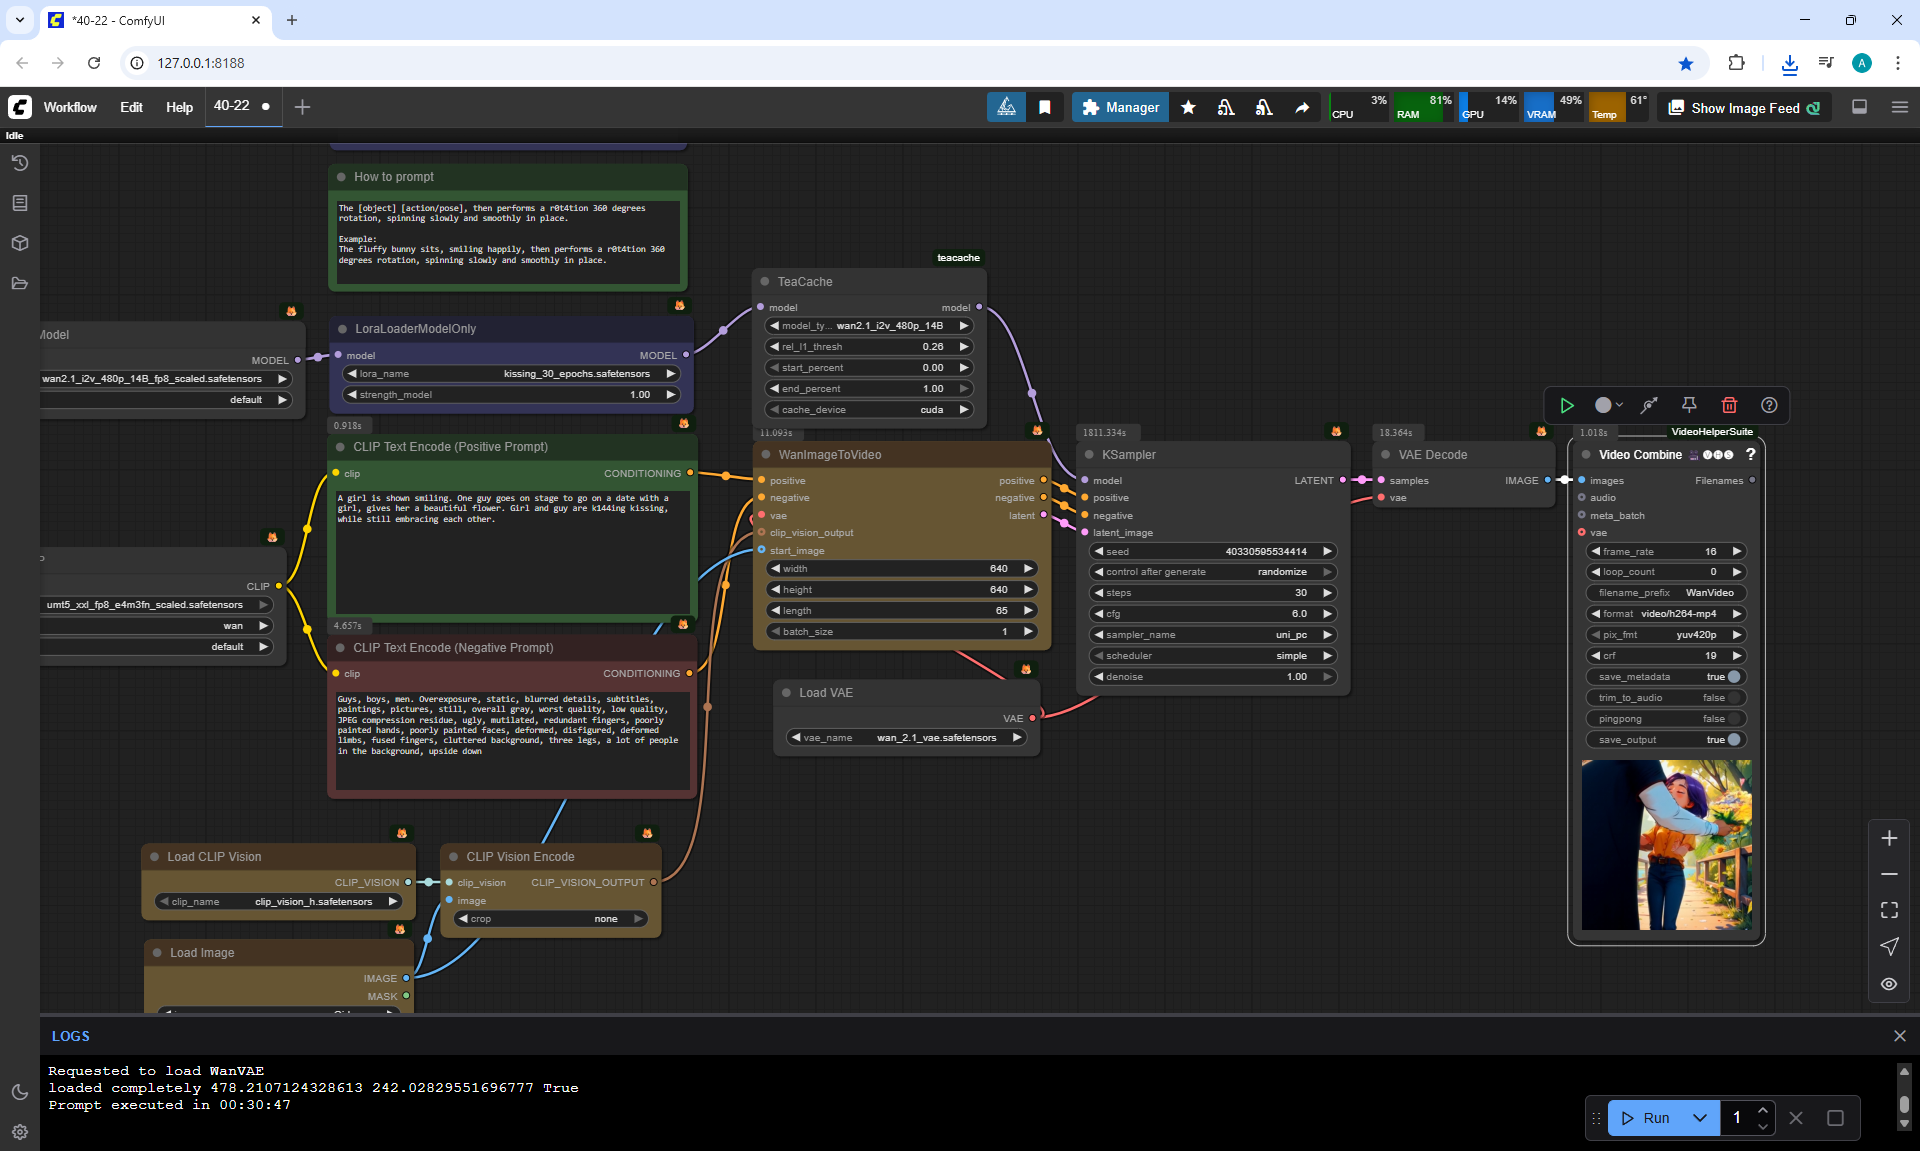 *40-22 - ComfyUI
127.0.0.1:8188
A
Workflow
Edit
Help
40-22
Manager
CPU 3%
RAM 81%
GPU 14%
VRAM 49%
Temp 61°
Show Image Feed
Idle
How to prompt
The [object] [action/pose], then performs a r0t4tion 360 degrees
rotation, spinning slowly and smoothly in place.
Example:
The fluffy bunny sits, smiling happily, then performs a r0t4tion 360
degrees rotation, spinning slowly and smoothly in place.
Model
MODEL
wan2.1_i2v_480p_14B_fp8_scaled.safetensors
default
LoraLoaderModelOnly
model MODEL
lora_name kissing_30_epochs.safetensors
strength_model 1.00
teacache
TeaCache
model model
model_ty... wan2.1_i2v_480p_14B
rel_l1_thresh 0.26
start_percent 0.00
end_percent 1.00
cache_device cuda
0.918s
CLIP Text Encode (Positive Prompt)
clip CONDITIONING
A girl is shown smiling. One guy goes on stage to go on a date with a
girl, gives her a beautiful flower. Girl and guy are k144ing kissing,
while still embracing each other.
CLIP
umt5_xxl_fp8_e4m3fn_scaled.safetensors
wan
default
4.657s
CLIP Text Encode (Negative Prompt)
clip CONDITIONING
Guys, boys, men. Overexposure, static, blurred details, subtitles,
paintings, pictures, still, overall gray, worst quality, low quality,
JPEG compression residue, ugly, mutilated, redundant fingers, poorly
painted hands, poorly painted faces, deformed, disfigured, deformed
limbs, fused fingers, cluttered background, three legs, a lot of people
in the background, upside down
11.093s
WanImageToVideo
positive positive
negative negative
vae latent
clip_vision_output
start_image
width 640
height 640
length 65
batch_size 1
Load VAE
VAE
vae_name wan_2.1_vae.safetensors
1811.334s
KSampler
model LATENT
positive
negative
latent_image
seed 40330595534414
control after generate randomize
steps 30
cfg 6.0
sampler_name uni_pc
scheduler simple
denoise 1.00
18.364s
VAE Decode
samples IMAGE
vae
1.018s
VideoHelperSuite
Video Combine VHS ?
images Filenames
audio
meta_batch
vae
frame_rate 16
loop_count 0
filename_prefix WanVideo
format video/h264-mp4
pix_fmt yuv420p
crf 19
save_metadata true
trim_to_audio false
pingpong false
save_output true
Load CLIP Vision
CLIP_VISION
clip_name clip_vision_h.safetensors
CLIP Vision Encode
clip_vision CLIP_VISION_OUTPUT
image
crop none
Load Image
IMAGE
MASK
LOGS
Requested to load WanVAE
loaded completely 478.2107124328613 242.02829551696777 True
Prompt executed in 00:30:47
Run
1